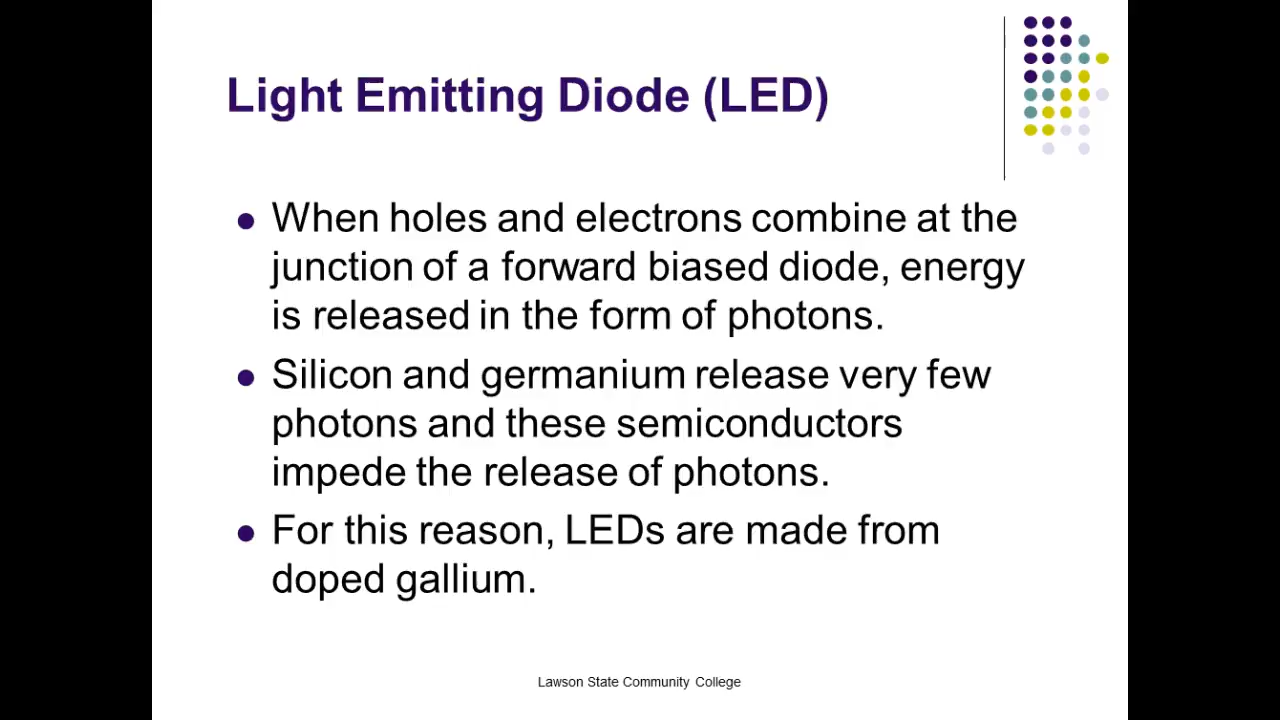 Light Emitting Diode (LED)
● When holes and electrons combine at the
junction of a forward biased diode, energy
is released in the form of photons.
● Silicon and germanium release very few
photons and these semiconductors
impede the release of photons.
● For this reason, LEDs are made from
doped gallium.
Lawson State Community College